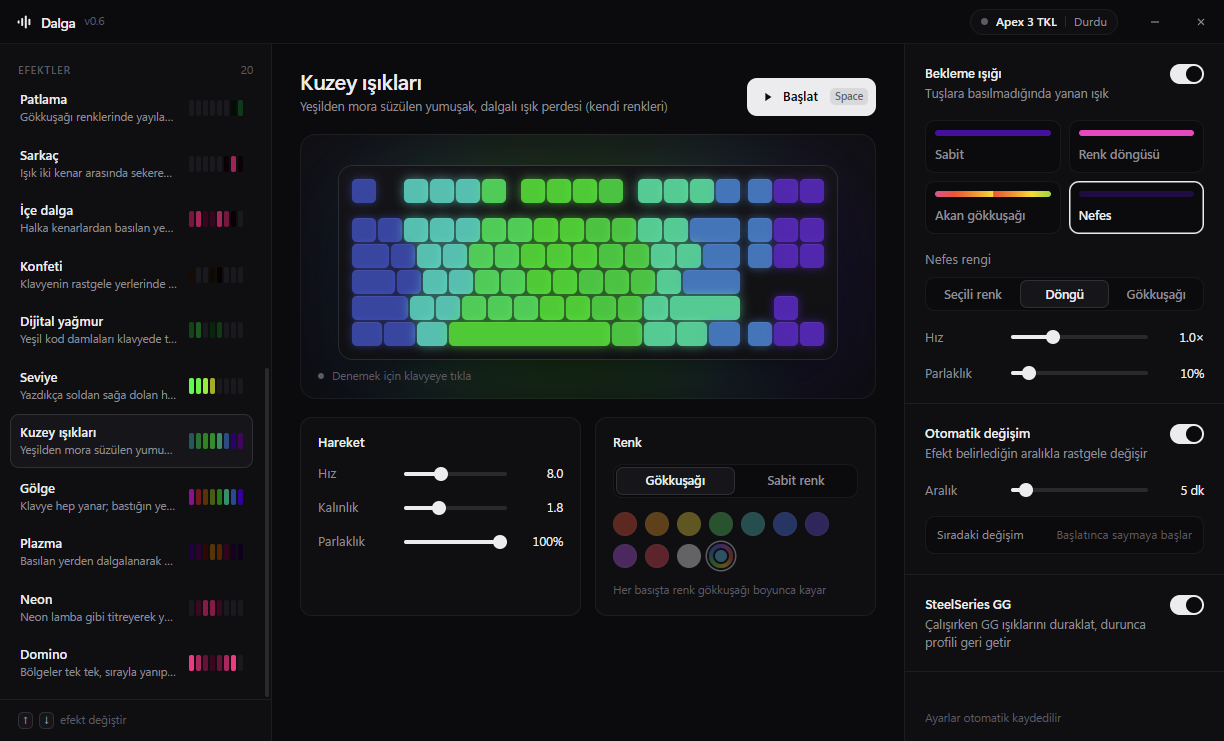 Dalga v0.6
Apex 3 TKL Durdu
EFEKTLER 20
Patlama
Gökkuşağı renklerinde yayıla...
Sarkaç
Işık iki kenar arasında sekere...
İçe dalga
Halka kenarlardan basılan ye...
Konfeti
Klavyenin rastgele yerlerinde ...
Dijital yağmur
Yeşil kod damlaları klavyede t...
Seviye
Yazdıkça soldan sağa dolan h...
Kuzey ışıkları
Yeşilden mora süzülen yumu...
Gölge
Klavye hep yanar; bastığın ye...
Plazma
Basılan yerden dalgalanarak ...
Neon
Neon lamba gibi titreyerek y...
Domino
Bölgeler tek tek, sırayla yanıp...
↑ ↓ efekt değiştir
Kuzey ışıkları
Yeşilden mora süzülen yumuşak, dalgalı ışık perdesi (kendi renkleri)
Başlat Space
Denemek için klavyeye tıkla
Hareket
Hız 8.0
Kalınlık 1.8
Parlaklık 100%
Renk
Gökkuşağı Sabit renk
Her basışta renk gökkuşağı boyunca kayar
Bekleme ışığı
Tuşlara basılmadığında yanan ışık
Sabit Renk döngüsü
Akan gökkuşağı Nefes
Nefes rengi
Seçili renk Döngü Gökkuşağı
Hız 1.0×
Parlaklık 10%
Otomatik değişim
Efekt belirlediğin aralıkla rastgele değişir
Aralık 5 dk
Sıradaki değişim Başlatınca saymaya başlar
SteelSeries GG
Çalışırken GG ışıklarını duraklat, durunca
profili geri getir
Ayarlar otomatik kaydedilir